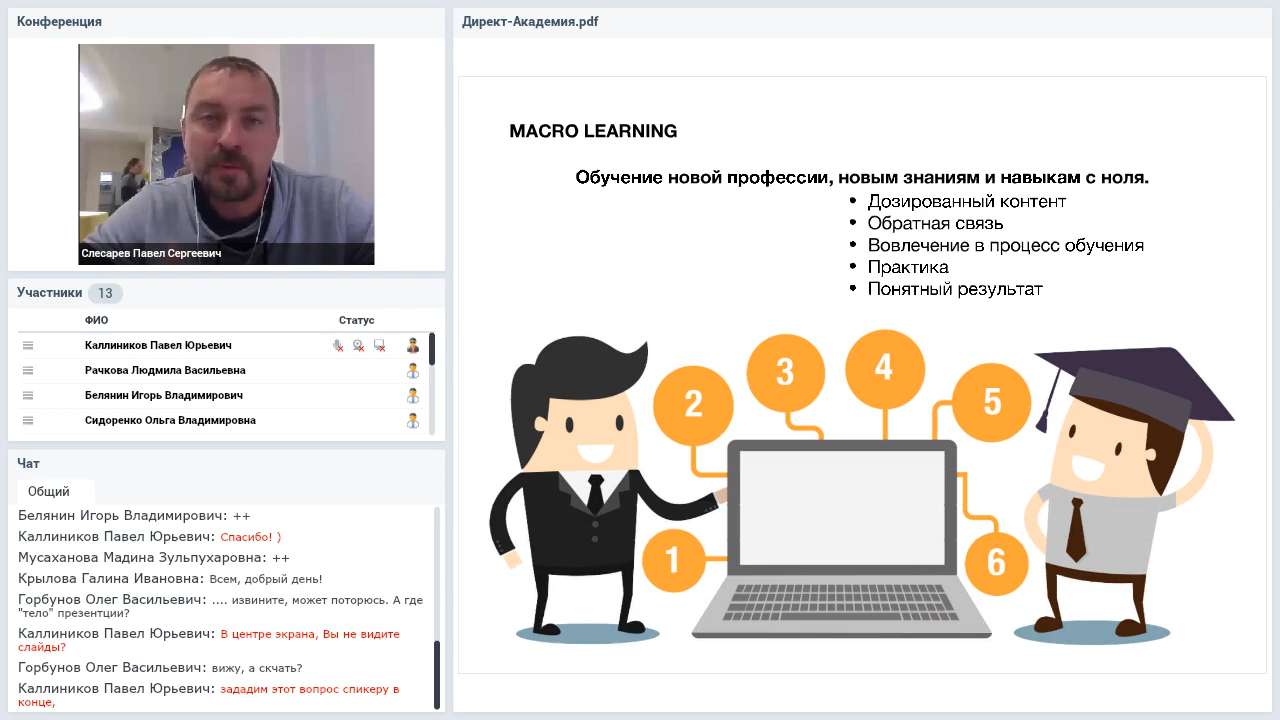 Конференция
Слесарев Павел Сергеевич
Участники 13
ФИО Статус
Каллиников Павел Юрьевич
Рачкова Людмила Васильевна
Белянин Игорь Владимирович
Сидоренко Ольга Владимировна
Чат
Общий
Белянин Игорь Владимирович: ++
Каллиников Павел Юрьевич: Спасибо! )
Мусаханова Мадина Зульпухаровна: ++
Крылова Галина Ивановна: Всем, добрый день!
Горбунов Олег Васильевич: .... извините, может поторюсь. А где
"тело" презентции?
Каллиников Павел Юрьевич: В центре экрана, Вы не видите
слайды?
Горбунов Олег Васильевич: вижу, а скчать?
Каллиников Павел Юрьевич: зададим этот вопрос спикеру в
конце,
Директ-Академия.pdf
MACRO LEARNING
Обучение новой профессии, новым знаниям и навыкам с ноля.
• Дозированный контент
• Обратная связь
• Вовлечение в процесс обучения
• Практика
• Понятный результат
1
2
3
4
5
6